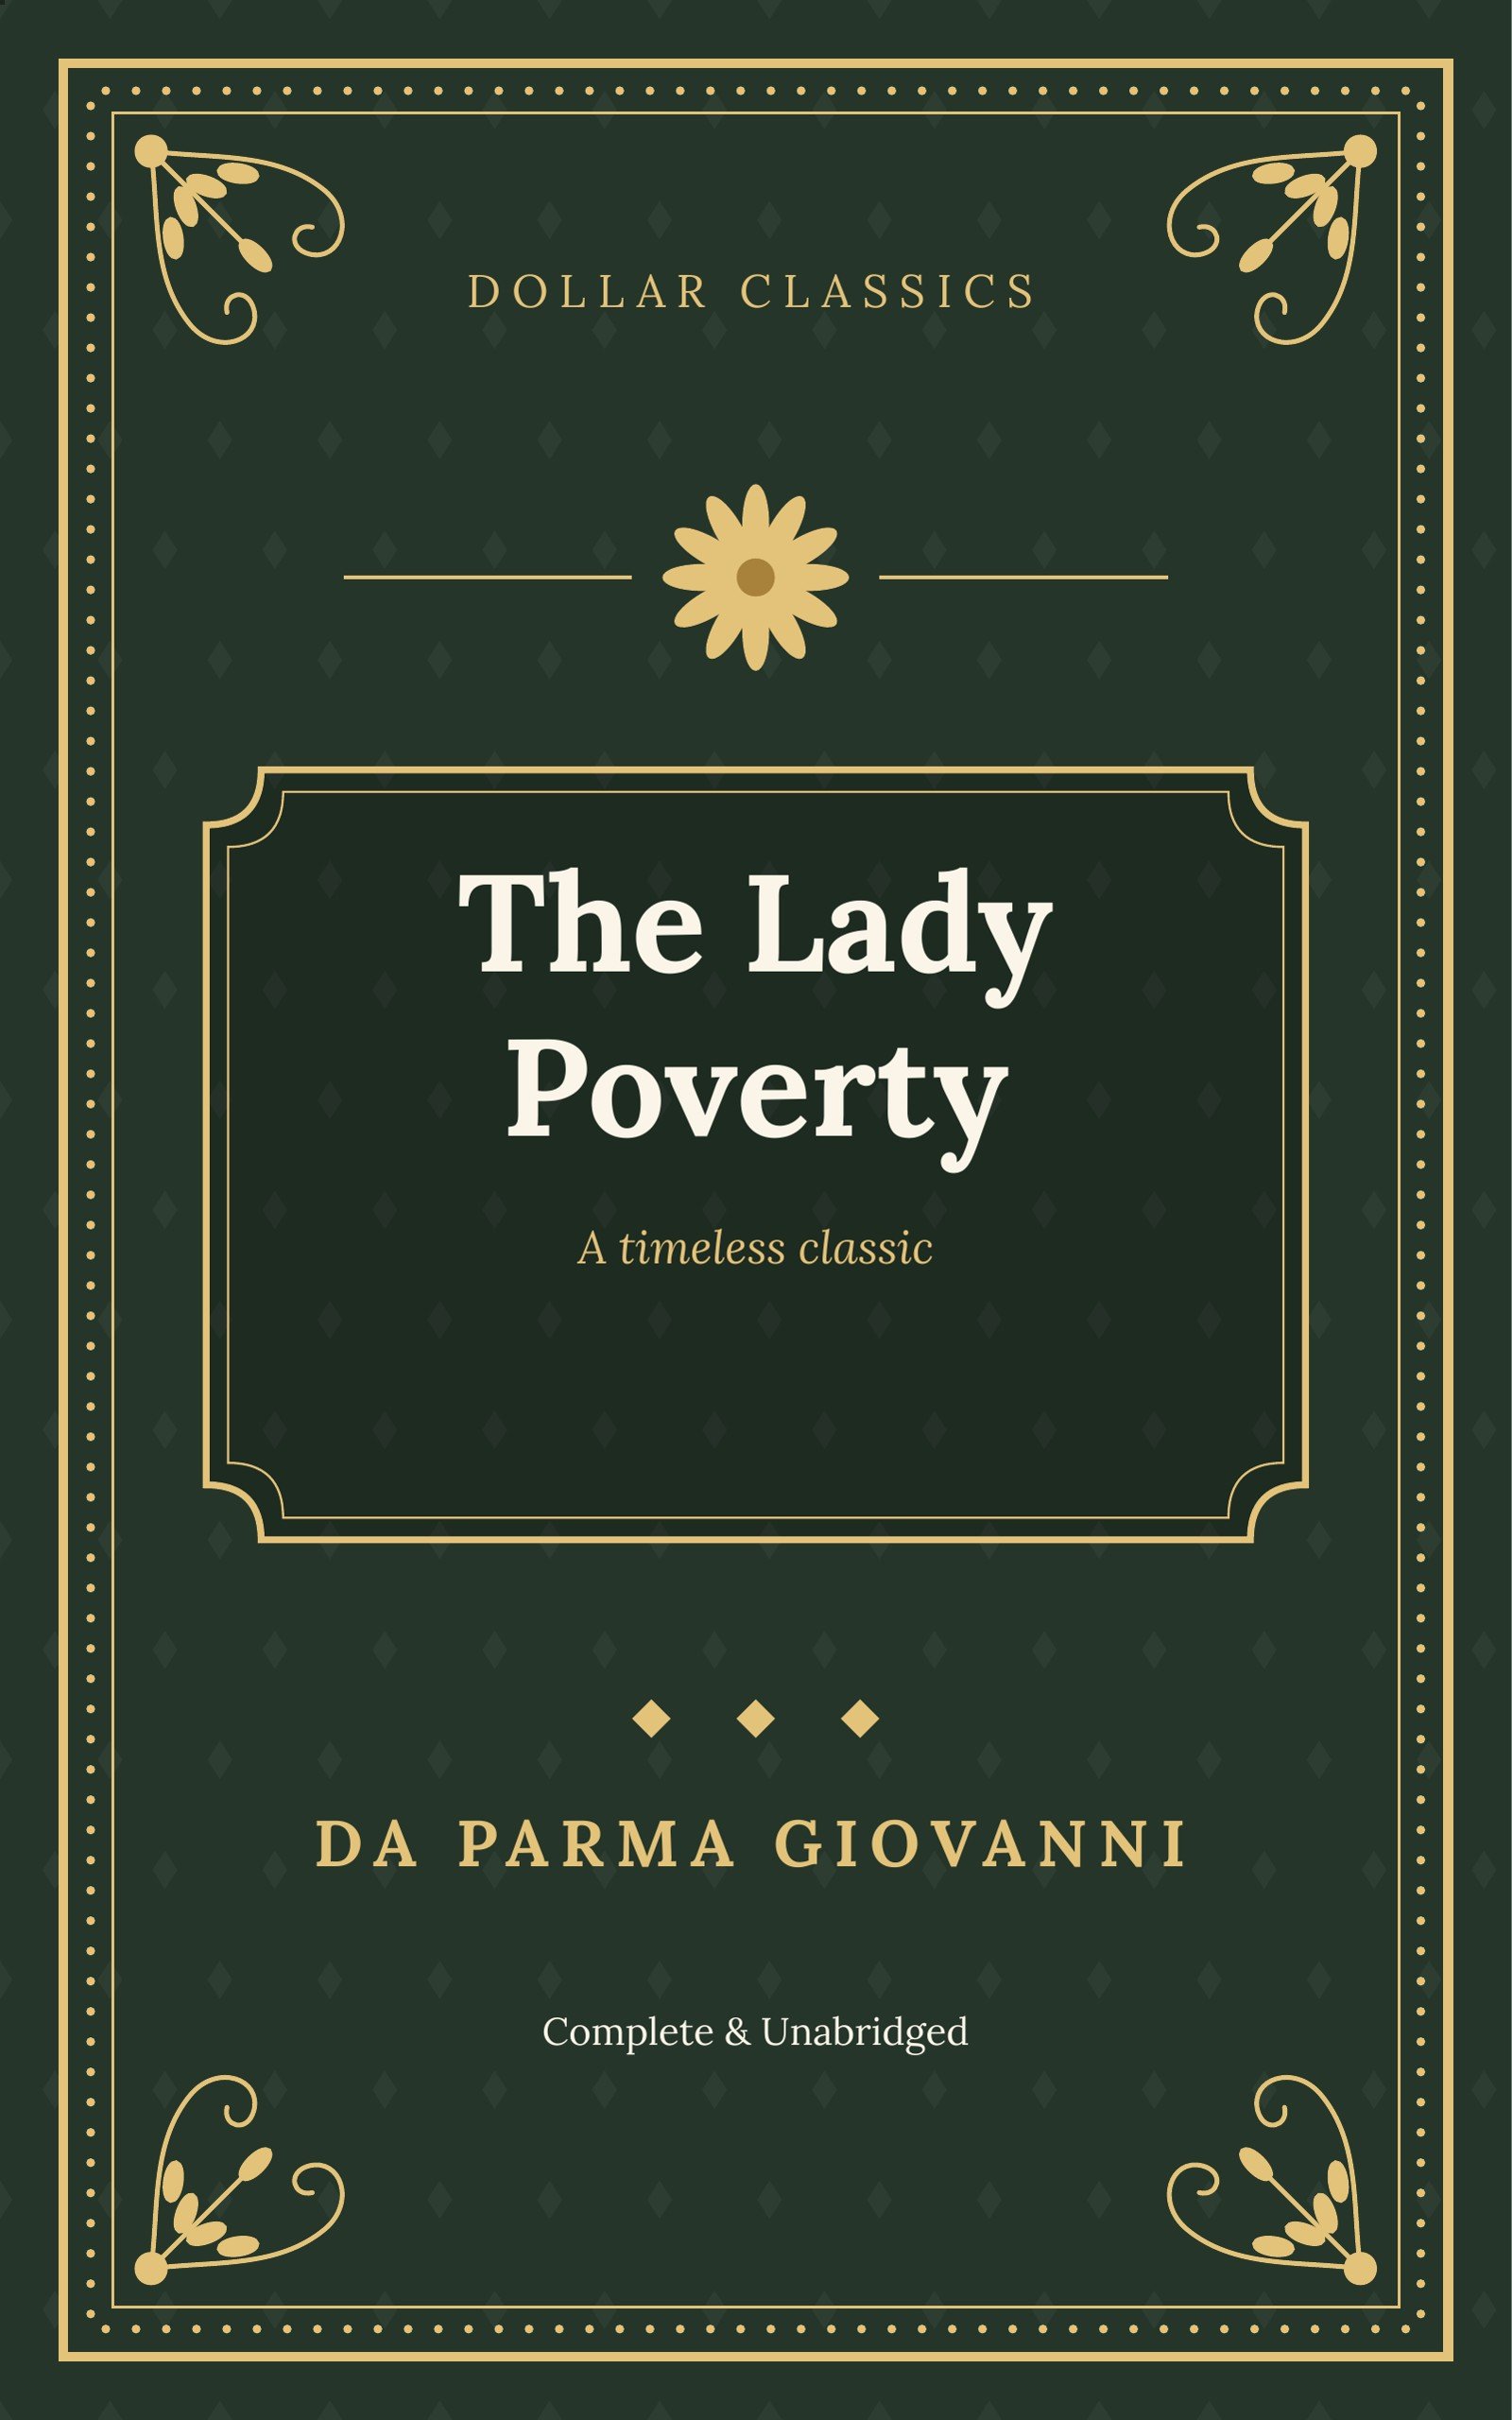 DOLLAR CLASSICS
The Lady
Poverty
A timeless classic
DA PARMA GIOVANNI
Complete & Unabridged